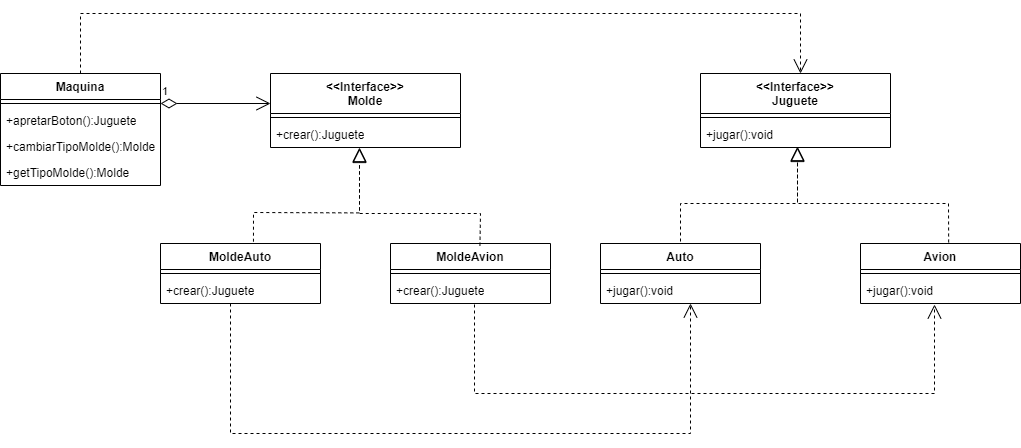 Maquina
+apretarBoton():Juguete
+cambiarTipoMolde():Molde
+getTipoMolde():Molde
1
<<Interface>>
Molde
+crear():Juguete
<<Interface>>
Juguete
+jugar():void
MoldeAuto
+crear():Juguete
MoldeAvion
+crear():Juguete
Auto
+jugar():void
Avion
+jugar():void